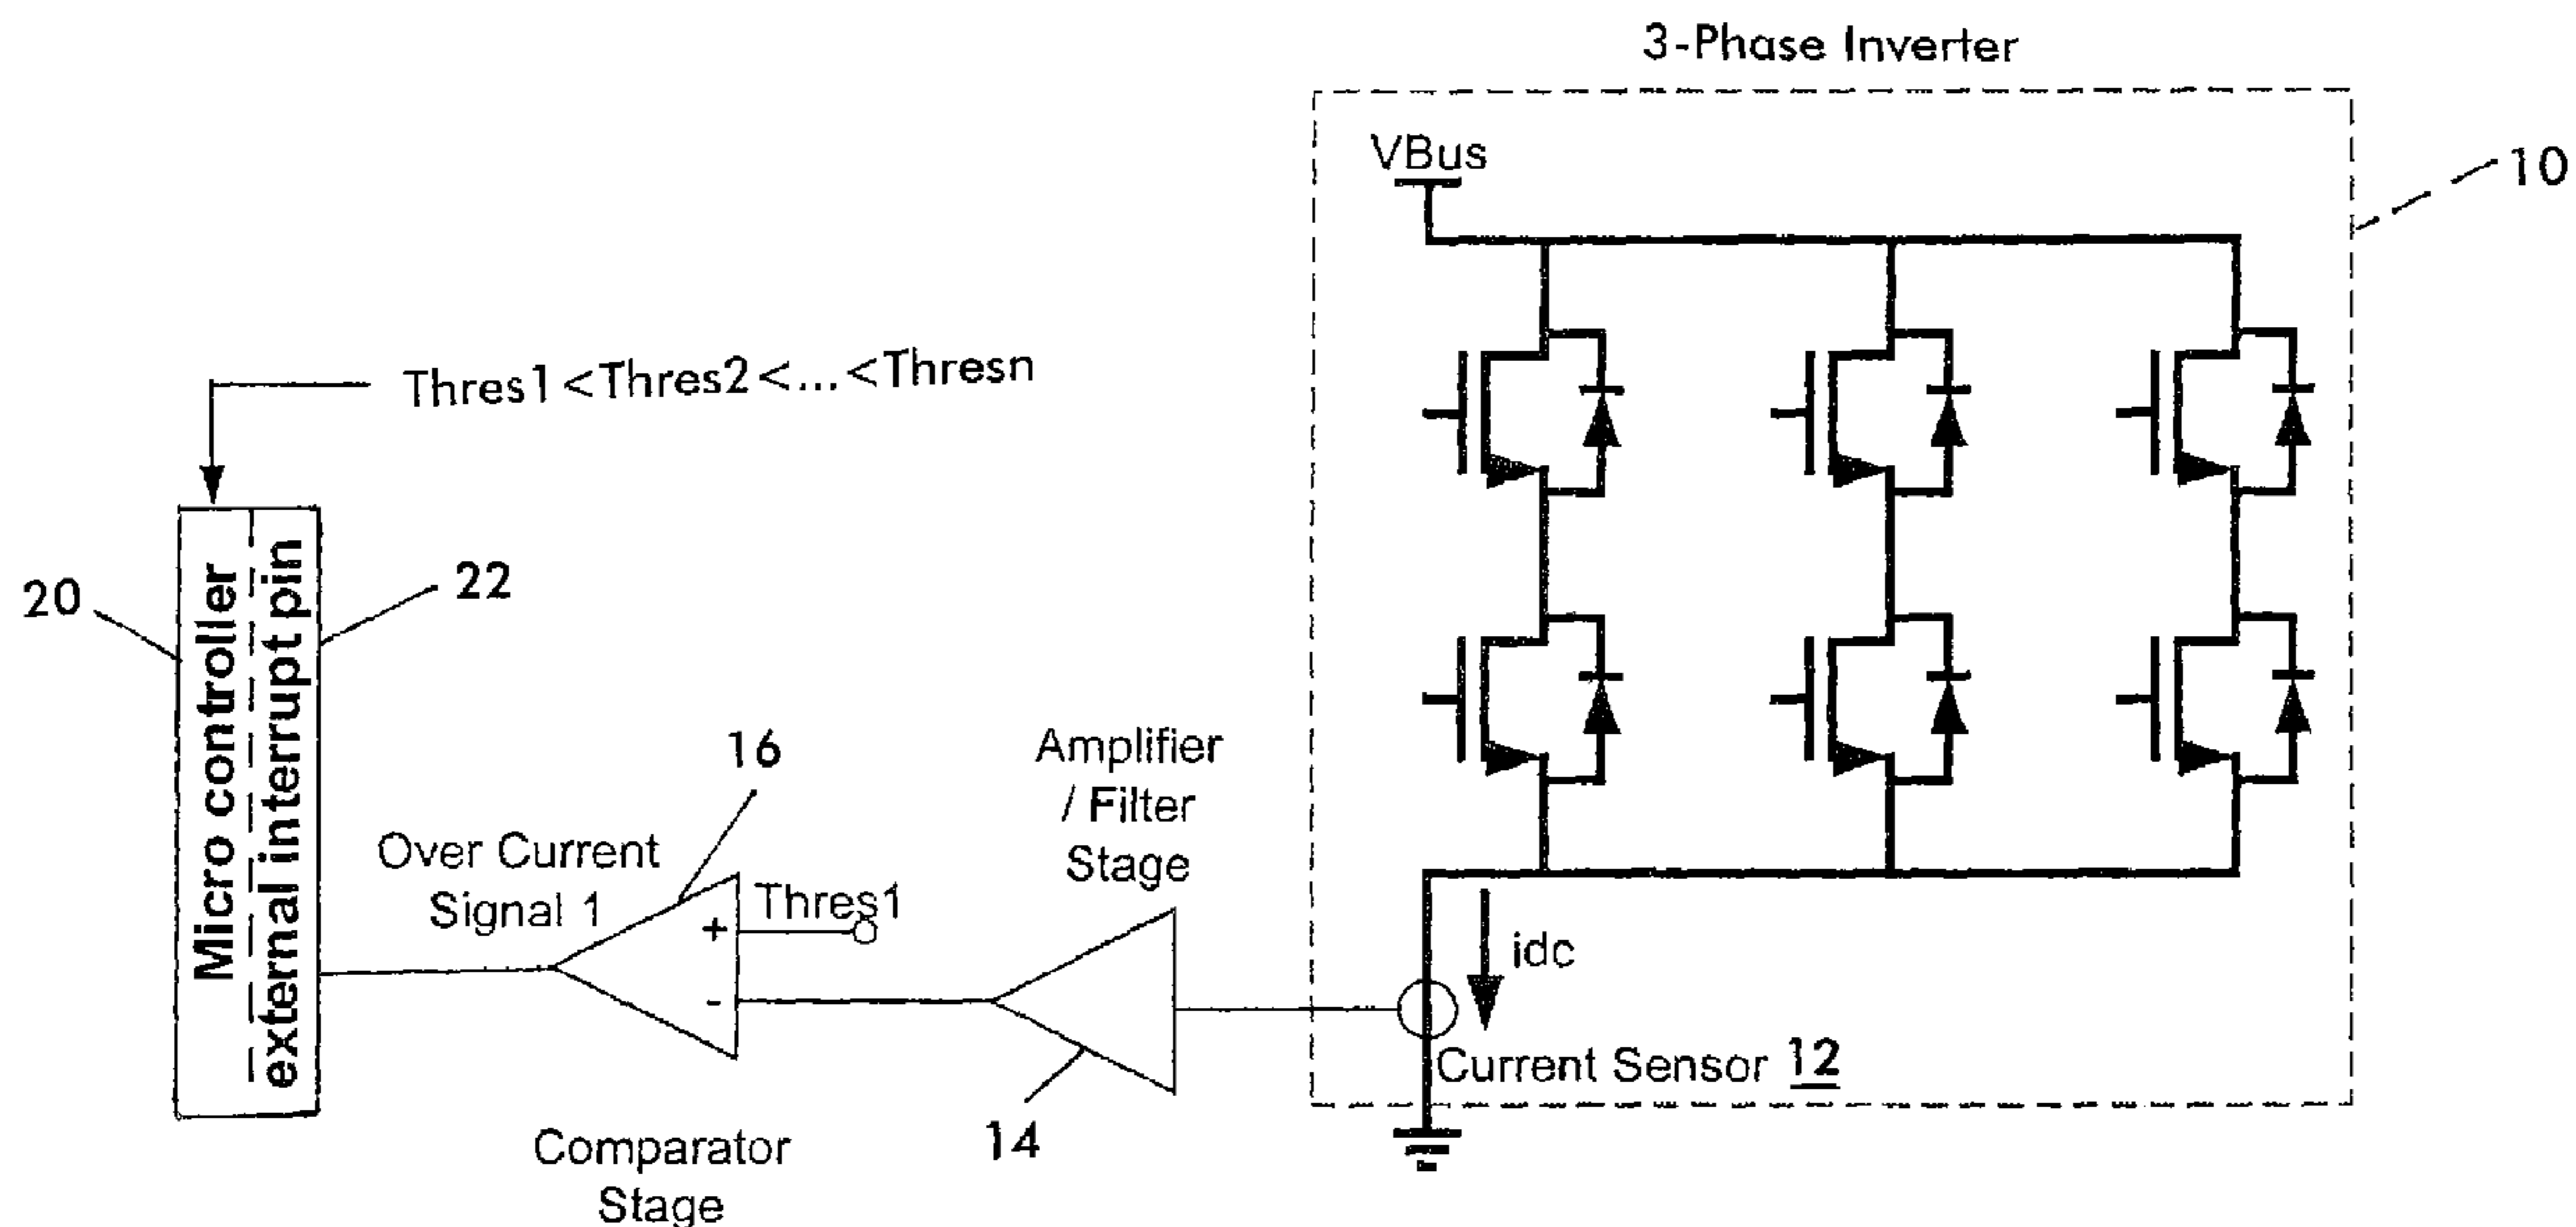 3-Phase Inverter
VBus
10
Thres1<Thres2<...<Thresn
20
22
Micro controller
external interrupt pin
16
Amplifier
/ Filter
Stage
Over Current
Signal 1
+
Thres1
-
idc
Current Sensor 12
14
Comparator
Stage